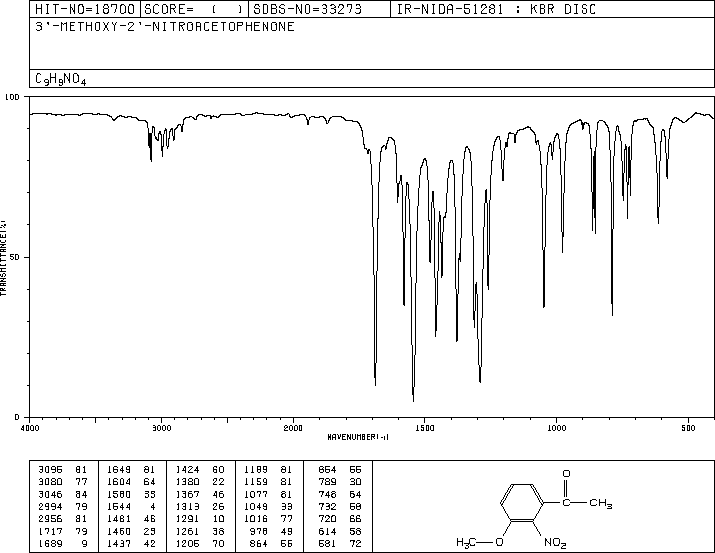 HIT-NO=18700 SCORE= ( ) SDBS-NO=33273 IR-NIDA-51281 : KBR DISC
3'-METHOXY-2'-NITROACETOPHENONE
C9H9NO4
100
50
0
TRANSMITTANCE(%)
4000 3000 2000 1500 1000 500
WAVENUMBER(-1)
3095 81 1649 81 1424 60 1189 81 854 55
3080 77 1604 64 1380 22 1159 81 789 30
3046 84 1580 33 1367 46 1077 81 746 64
2994 79 1544 4 1313 26 1049 33 732 58
2956 81 1481 46 1291 10 1016 77 720 66
1717 79 1460 25 1261 38 978 49 614 58
1689 9 1437 42 1205 70 864 55 581 72
O
C CH3
H3C O NO2